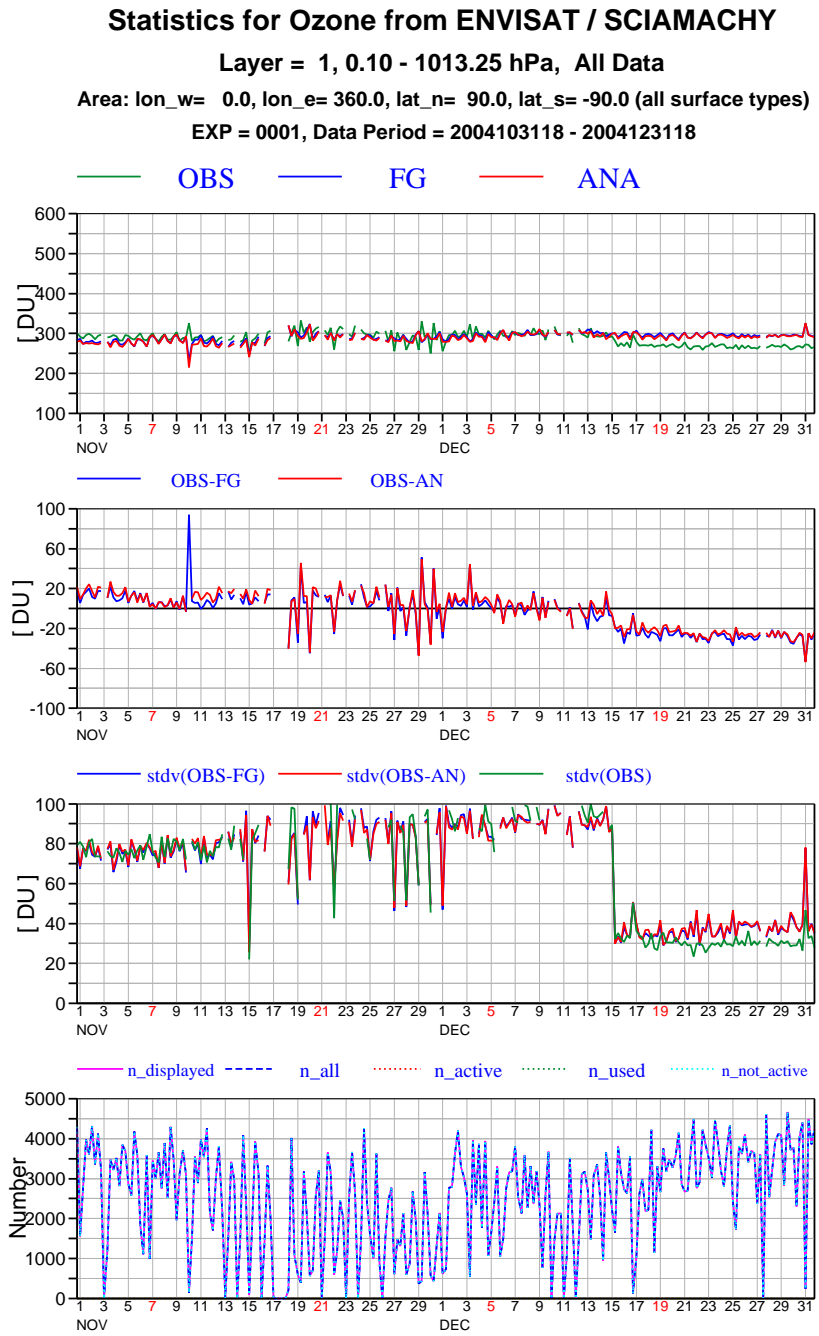 Statistics for Ozone from ENVISAT / SCIAMACHY
Layer = 1, 0.10 - 1013.25 hPa, All Data
Area: lon_w= 0.0, lon_e= 360.0, lat_n= 90.0, lat_s= -90.0 (all surface types)
EXP = 0001, Data Period = 2004103118 - 2004123118
OBS FG ANA
600
500
400
300
200
100
[ DU ]
1 3 5 7 9 11 13 15 17 19 21 23 25 27 29 1 3 5 7 9 11 13 15 17 19 21 23 25 27 29 31
NOV DEC
OBS-FG OBS-AN
100
60
20
-20
-60
-100
[ DU ]
1 3 5 7 9 11 13 15 17 19 21 23 25 27 29 1 3 5 7 9 11 13 15 17 19 21 23 25 27 29 31
NOV DEC
stdv(OBS-FG) stdv(OBS-AN) stdv(OBS)
100
80
60
40
20
0
[ DU ]
1 3 5 7 9 11 13 15 17 19 21 23 25 27 29 1 3 5 7 9 11 13 15 17 19 21 23 25 27 29 31
NOV DEC
n_displayed n_all n_active n_used n_not_active
5000
4000
3000
2000
1000
0
Number
1 3 5 7 9 11 13 15 17 19 21 23 25 27 29 1 3 5 7 9 11 13 15 17 19 21 23 25 27 29 31
NOV DEC